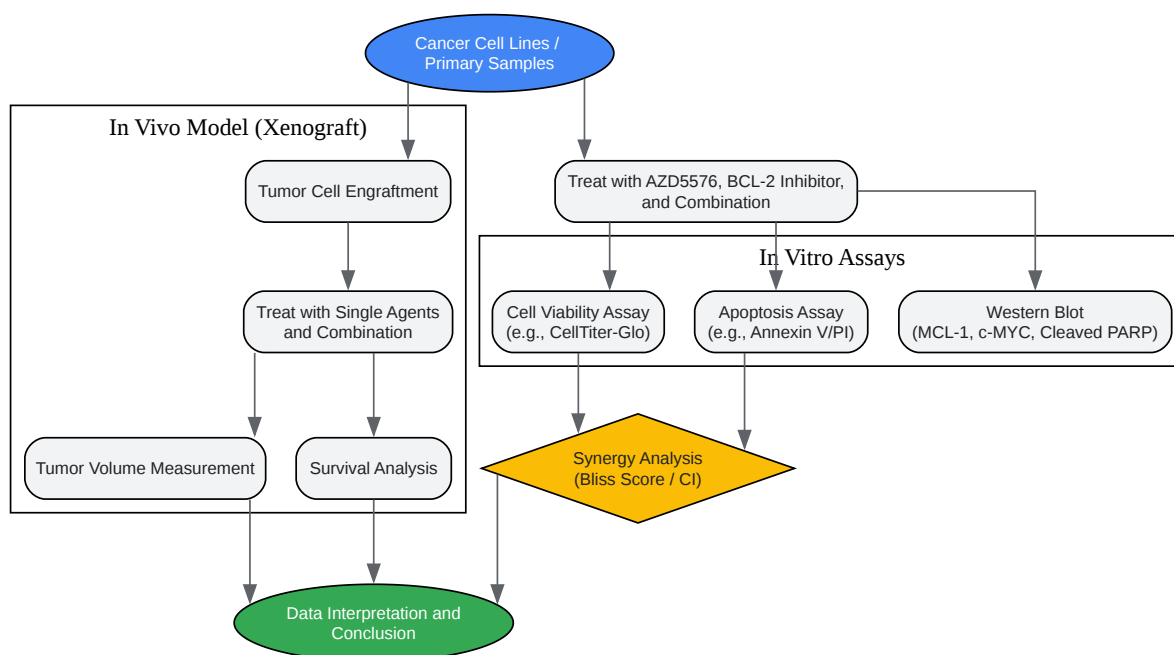 Cancer Cell Lines /
Primary Samples
In Vivo Model (Xenograft)
Tumor Cell Engraftment
Treat with AZD5576, BCL-2 Inhibitor,
and Combination
In Vitro Assays
Treat with Single Agents
and Combination
Cell Viability Assay
(e.g., CellTiter-Glo)
Apoptosis Assay
(e.g., Annexin V/PI)
Western Blot
(MCL-1, c-MYC, Cleaved PARP)
Tumor Volume Measurement
Survival Analysis
Synergy Analysis
(Bliss Score / CI)
Data Interpretation and
Conclusion